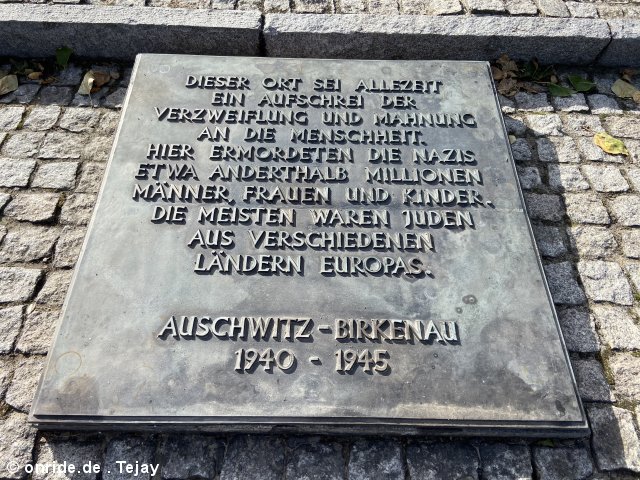 DIESER ORT SEI ALLEZEIT
EIN AUFSCHREI DER
VERZWEIFLUNG UND MAHNUNG
AN DIE MENSCHHEIT.
HIER ERMORDETEN DIE NAZIS
ETWA ANDERTHALB MILLIONEN
MÄNNER, FRAUEN UND KINDER.
DIE MEISTEN WAREN JUDEN
AUS VERSCHIEDENEN
LÄNDERN EUROPAS.
AUSCHWITZ-BIRKENAU
1940 - 1945
© onride.de . Tejay